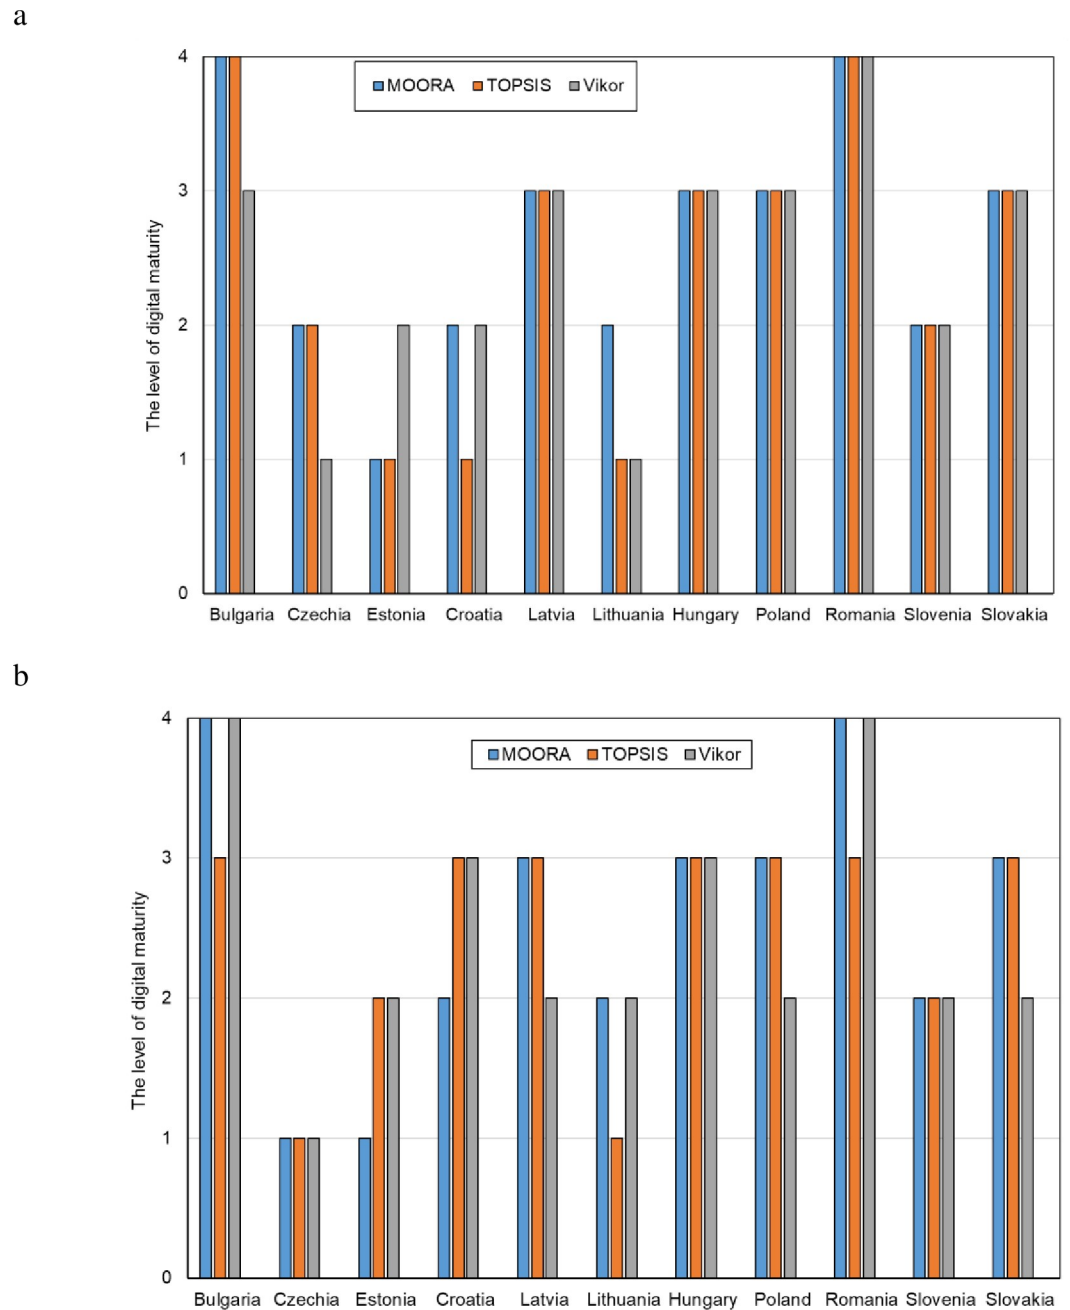 a
4
MOORA TOPSIS Vikor
3
The level of digital maturity
2
1
0
Bulgaria Czechia Estonia Croatia Latvia Lithuania Hungary Poland Romania Slovenia Slovakia
b
4
MOORA TOPSIS Vikor
3
The level of digital maturity
2
1
0
Bulgaria Czechia Estonia Croatia Latvia Lithuania Hungary Poland Romania Slovenia Slovakia